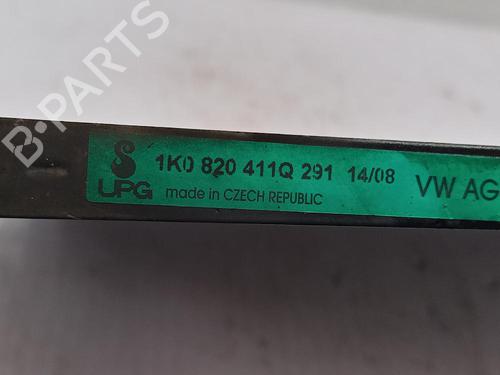 B-PARTS
1K0 820 411Q 291 14/08 VW AG
UPG made in CZECH REPUBLIC